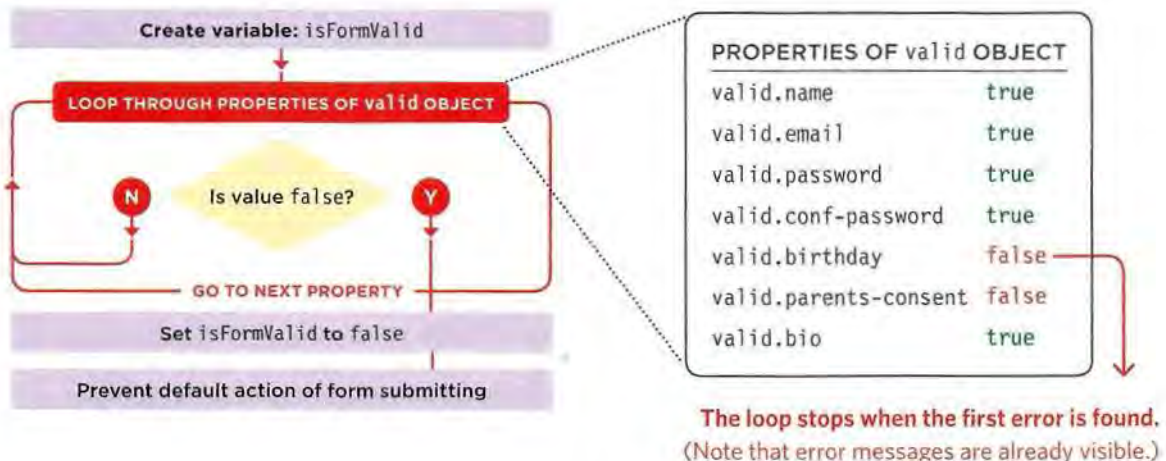 Create variable: isFormValid
LOOP THROUGH PROPERTIES OF valid OBJECT
N
Is value false?
Y
GO TO NEXT PROPERTY
Set isFormValid to false
Prevent default action of form submitting
PROPERTIES OF valid OBJECT
valid.name true
valid.email true
valid.password true
valid.conf-password true
valid.birthday false
valid.parents-consent false
valid.bio true
The loop stops when the first error is found.
(Note that error messages are already visible.)